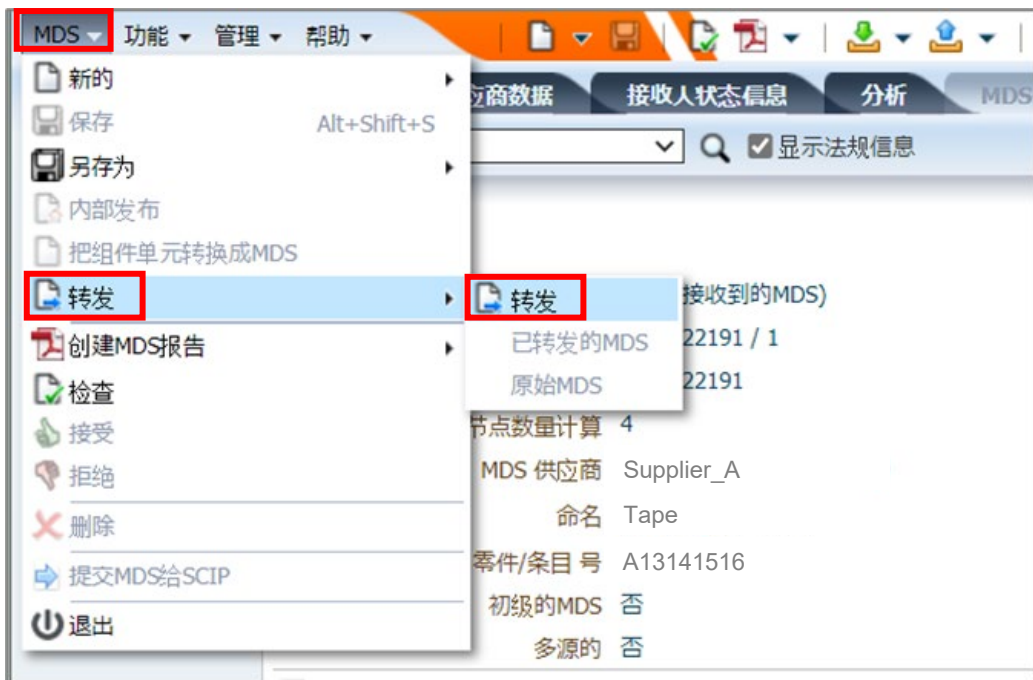 MDS 功能 管理 帮助
应商数据 接收人状态信息 分析 MDS
显示法规信息
新的
保存 Alt+Shift+S
另存为
内部发布
把组件单元转换成MDS
转发
创建MDS报告
检查
接受
拒绝
删除
提交MDS给SCIP
退出
转发
已转发的MDS
原始MDS
接收到的MDS)
22191 / 1
22191
节点数量计算 4
MDS 供应商 Supplier_A
命名 Tape
零件/条目 号 A13141516
初级的MDS 否
多源的 否